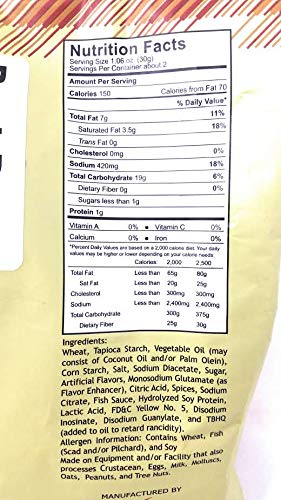 Nutrition Facts
Serving Size 1.06 oz. (30g)
Servings Per Container about 2
Amount Per Serving
Calories 150 Calories from Fat 70
% Daily Value*
Total Fat 7g 11%
Saturated Fat 3.5g 18%
Trans Fat 0g
Cholesterol 0mg 0%
Sodium 420mg 18%
Total Carbohydrate 19g 6%
Dietary Fiber 0g 0%
Sugars less than 1g
Protein 1g
Vitamin A 0% • Vitamin C 0%
Calcium 0% • Iron 0%
*Percent Daily Values are based on a 2,000 calorie diet. Your daily
values may be higher or lower depending on your calorie needs:
Calories: 2,000 2,500
Total Fat Less than 65g 80g
Sat Fat Less than 20g 25g
Cholesterol Less than 300mg 300mg
Sodium Less than 2,400mg 2,400mg
Total Carbohydrate 300g 375g
Dietary Fiber 25g 30g
Ingredients:
Wheat, Tapioca Starch, Vegetable Oil (may
consist of Coconut Oil and/or Palm Olein),
Corn Starch, Salt, Sodium Diacetate, Sugar,
Artificial Flavors, Monosodium Glutamate (as
Flavor Enhancer), Citric Acid, Spices, Sodium
Citrate, Fish Sauce, Hydrolyzed Soy Protein,
Lactic Acid, FD&C Yellow No. 5, Disodium
Inosinate, Disodium Guanylate, and TBHQ
(added to oil to retard rancidity).
Allergen Information: Contains Wheat, Fish
(Scad and/or Pilchard), and Soy
Made on Equipment and/or Facility that also
processes Crustacean, Eggs, Milk, Molluscs,
Oats, Peanuts, and Tree Nuts.
MANUFACTURED BY